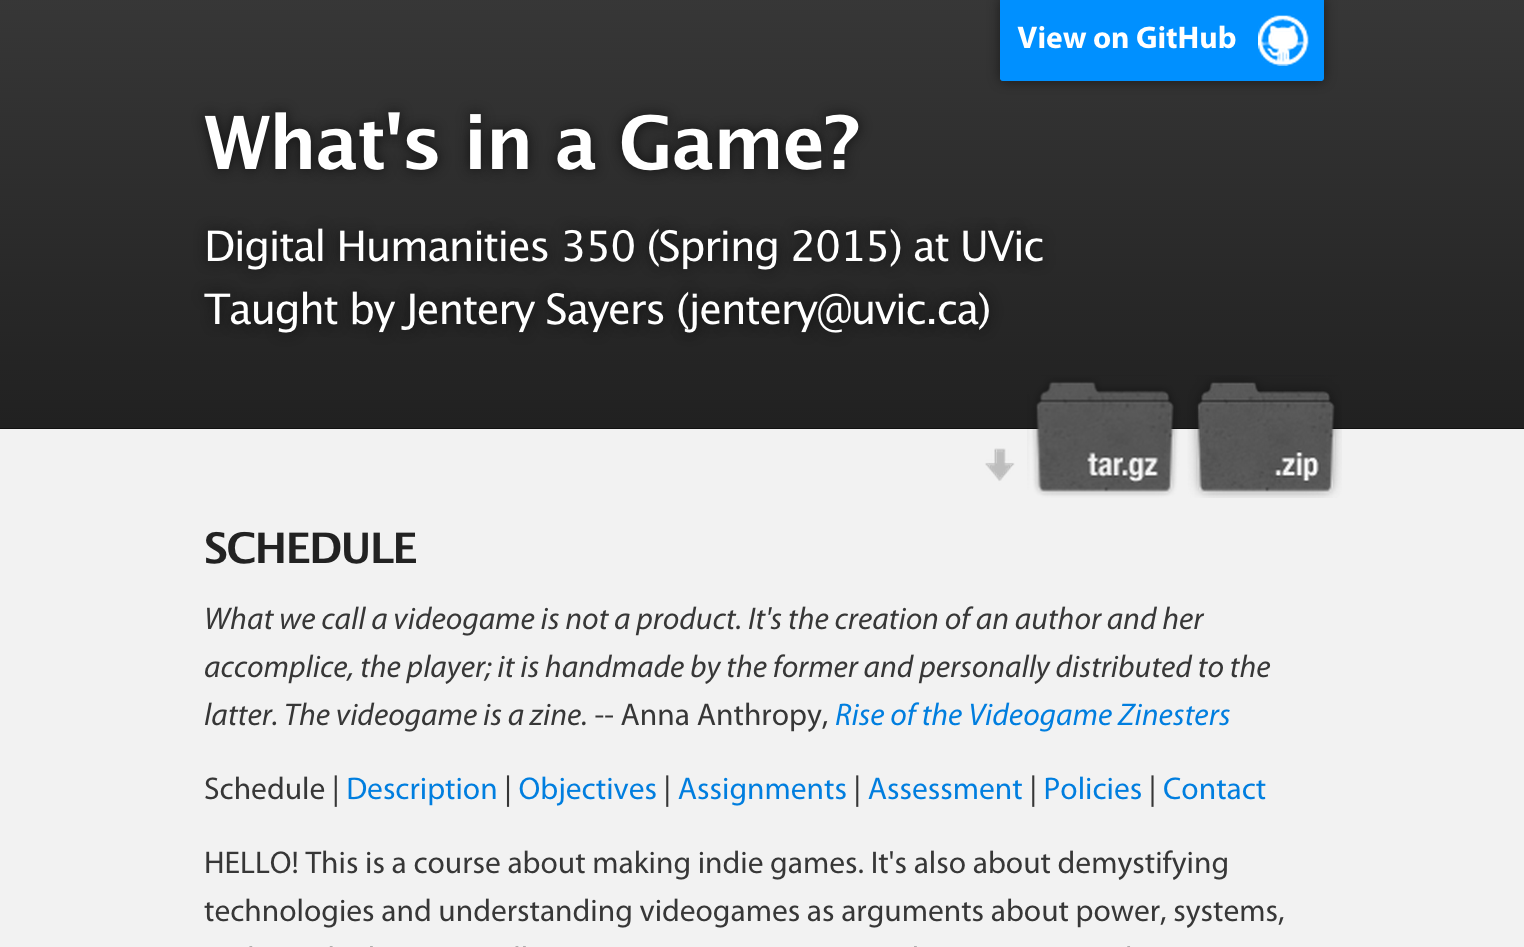 View on GitHub
What's in a Game?
Digital Humanities 350 (Spring 2015) at UVic
Taught by Jentery Sayers (jentery@uvic.ca)
tar.gz
.zip
SCHEDULE
What we call a videogame is not a product. It's the creation of an author and her
accomplice, the player; it is handmade by the former and personally distributed to the
latter. The videogame is a zine. -- Anna Anthropy, Rise of the Videogame Zinesters
Schedule | Description | Objectives | Assignments | Assessment | Policies | Contact
HELLO! This is a course about making indie games. It's also about demystifying
technologies and understanding videogames as arguments about power, systems,